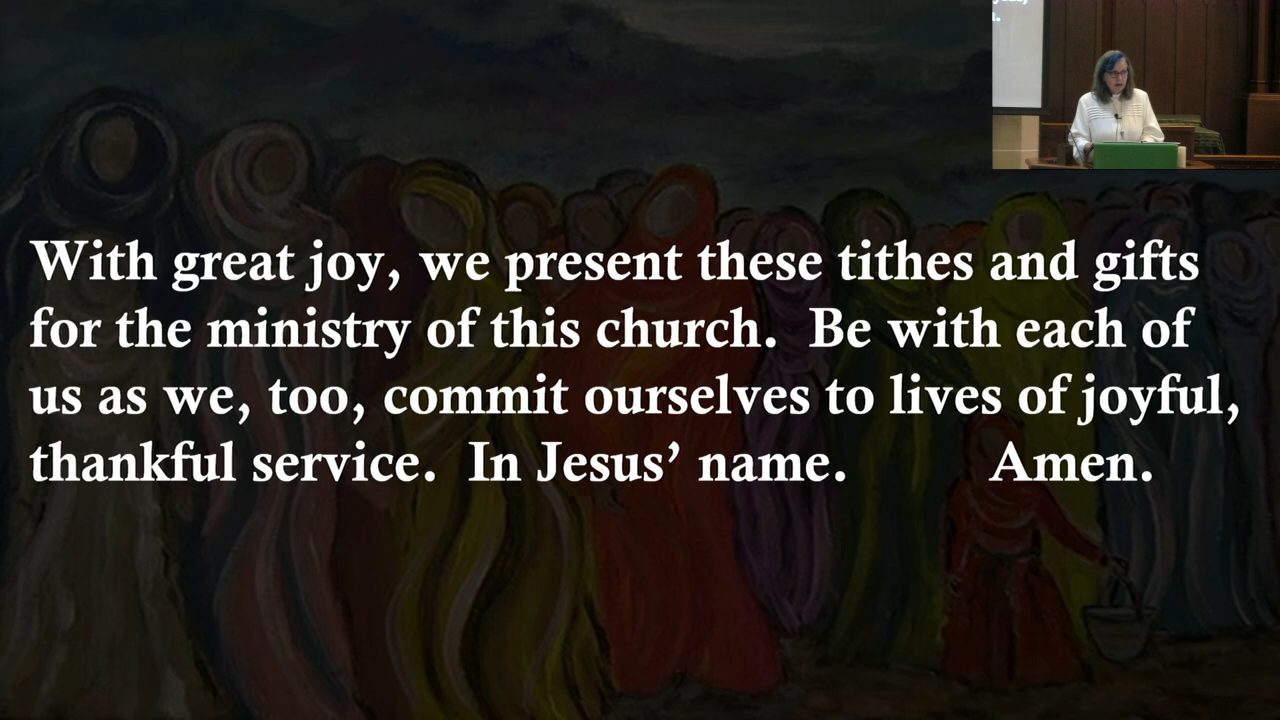 With great joy, we present these tithes and gifts
for the ministry of this church. Be with each of
us as we, too, commit ourselves to lives of joyful,
thankful service. In Jesus’ name. Amen.